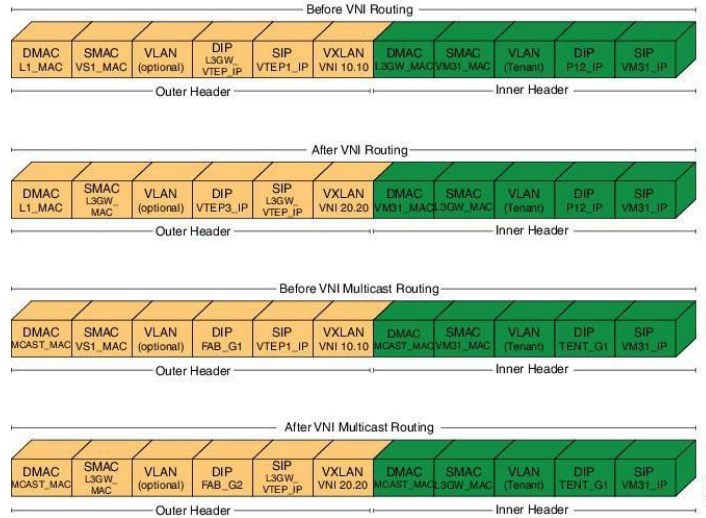 Before VNI Routing
DMAC SMAC VLAN DIP SIP VXLAN DMAC SMAC VLAN DIP SIP
L1_MAC VS1_MAC (optional) L3GW_ VTEP_IP VTEP1_IP VNI 10.10 L3GW_MAC VM31_MAC (Tenant) P12_IP VM31_IP
Outer Header Inner Header
After VNI Routing
DMAC SMAC VLAN DIP SIP VXLAN DMAC SMAC VLAN DIP SIP
L1_MAC L3GW_ MAC (optional) VTEP3_IP L3GW_ VTEP_IP VNI 20.20 VM31_MAC L3GW_MAC (Tenant) P12_IP VM31_IP
Outer Header Inner Header
Before VNI Multicast Routing
DMAC SMAC VLAN DIP SIP VXLAN DMAC SMAC VLAN DIP SIP
MCAST_MAC VS1_MAC (optional) FAB_G1 VTEP1_IP VNI 10.10 MCAST_MAC VM31_MAC (Tenant) TENT_G1 VM31_IP
Outer Header Inner Header
After VNI Multicast Routing
DMAC SMAC VLAN DIP SIP VXLAN DMAC SMAC VLAN DIP SIP
MCAST_MAC L3GW_ MAC (optional) FAB_G2 L3GW_ VTEP_IP VNI 20.20 MCAST_MAC L3GW_MAC (Tenant) TENT_G1 VM31_IP
Outer Header Inner Header